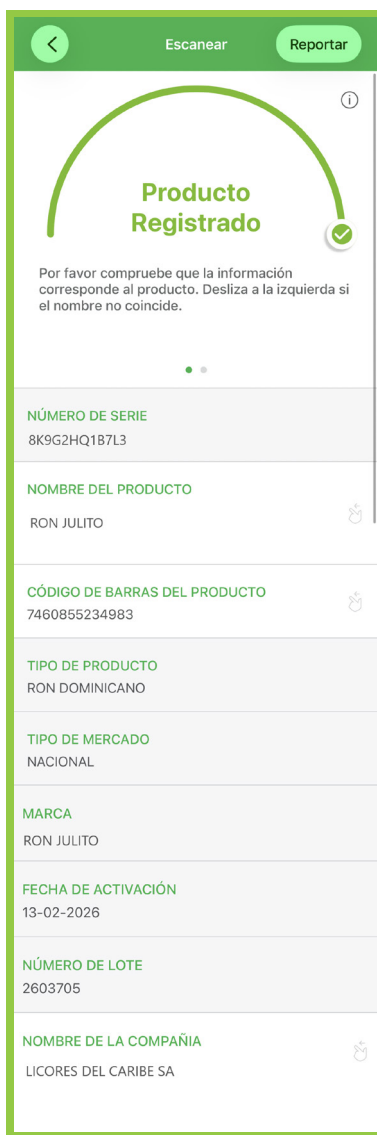 Escanear
Reportar
Producto
Registrado
Por favor compruebe que la información
corresponde al producto. Desliza a la izquierda si
el nombre no coincide.
NÚMERO DE SERIE
8K9G2HQ1B7L3
NOMBRE DEL PRODUCTO
RON JULITO
CÓDIGO DE BARRAS DEL PRODUCTO
7460855234983
TIPO DE PRODUCTO
RON DOMINICANO
TIPO DE MERCADO
NACIONAL
MARCA
RON JULITO
FECHA DE ACTIVACIÓN
13-02-2026
NÚMERO DE LOTE
2603705
NOMBRE DE LA COMPAÑIA
LICORES DEL CARIBE SA